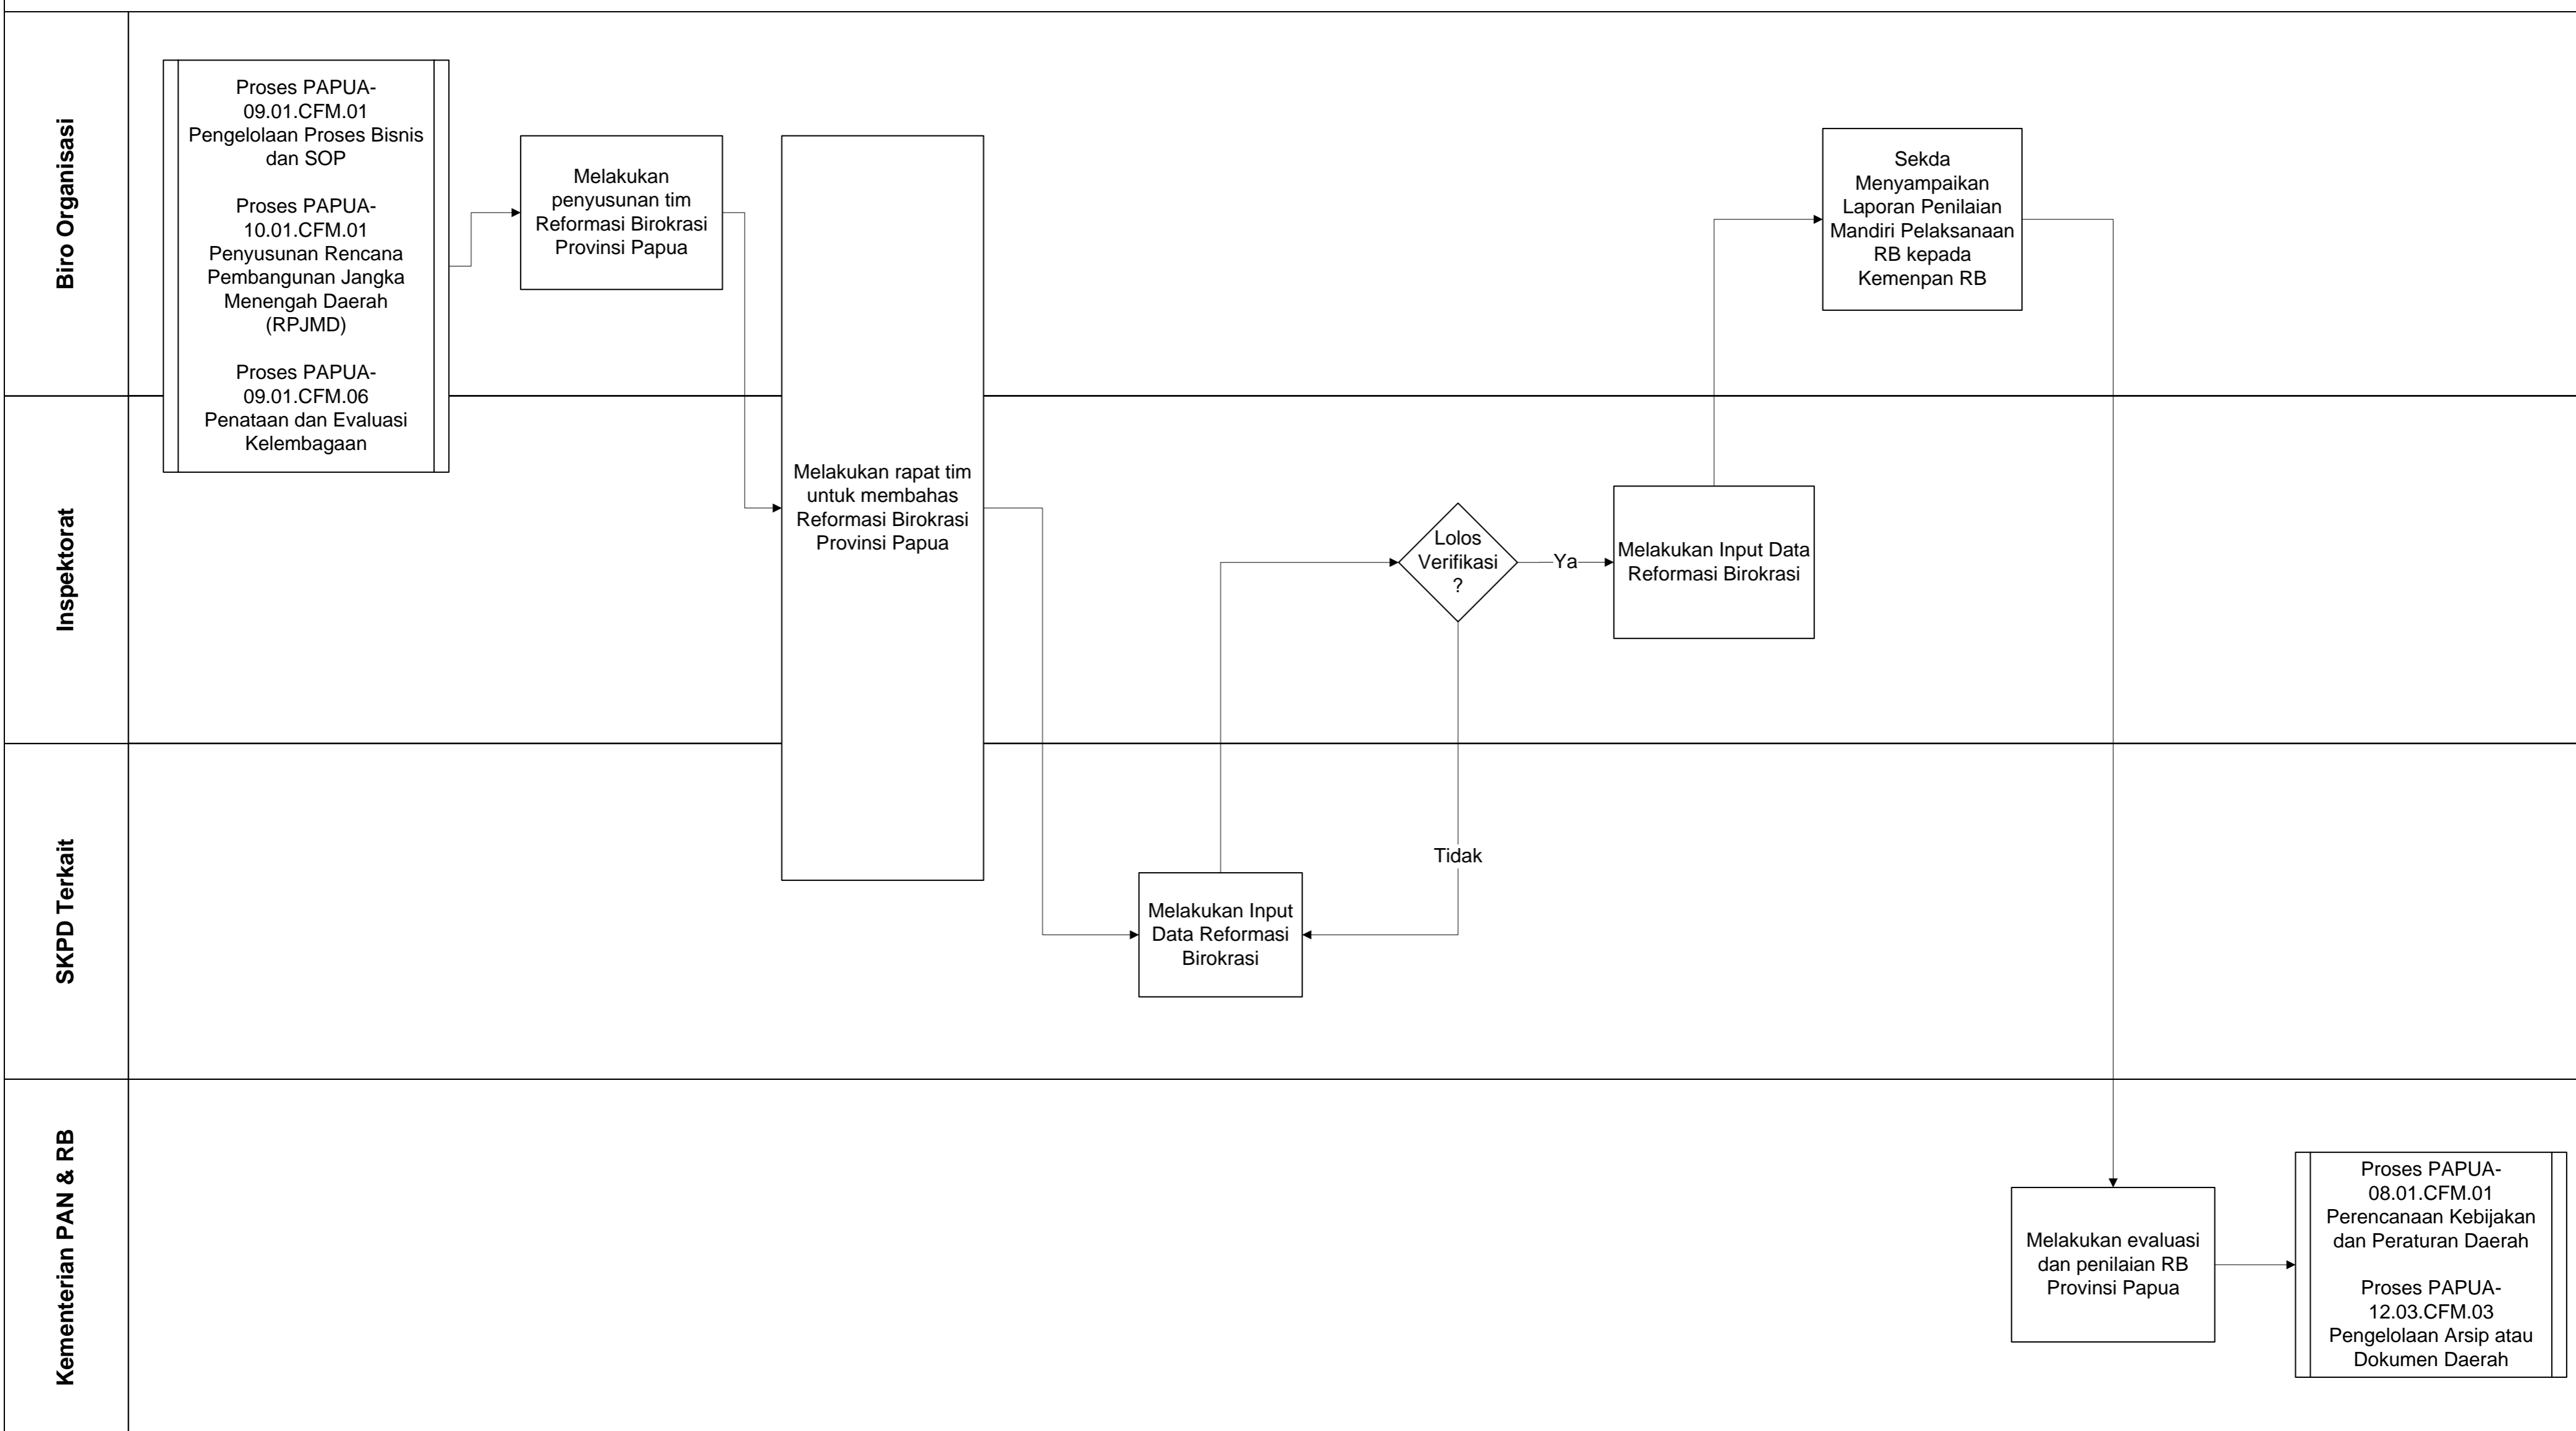 Biro Organisasi
Proses PAPUA-
09.01.CFM.01
Pengelolaan Proses Bisnis
dan SOP
Proses PAPUA-
10.01.CFM.01
Penyusunan Rencana
Pembangunan Jangka
Menengah Daerah
(RPJMD)
Proses PAPUA-
09.01.CFM.06
Penataan dan Evaluasi
Kelembagaan
Melakukan
penyusunan tim
Reformasi Birokrasi
Provinsi Papua
Melakukan rapat tim
untuk membahas
Reformasi Birokrasi
Provinsi Papua
Sekda
Menyampaikan
Laporan Penilaian
Mandiri Pelaksanaan
RB kepada
Kemenpan RB
Inspektorat
Lolos
Verifikasi
?
Ya
Melakukan Input Data
Reformasi Birokrasi
SKPD Terkait
Tidak
Melakukan Input
Data Reformasi
Birokrasi
Kementerian PAN & RB
Melakukan evaluasi
dan penilaian RB
Provinsi Papua
Proses PAPUA-
08.01.CFM.01
Perencanaan Kebijakan
dan Peraturan Daerah
Proses PAPUA-
12.03.CFM.03
Pengelolaan Arsip atau
Dokumen Daerah